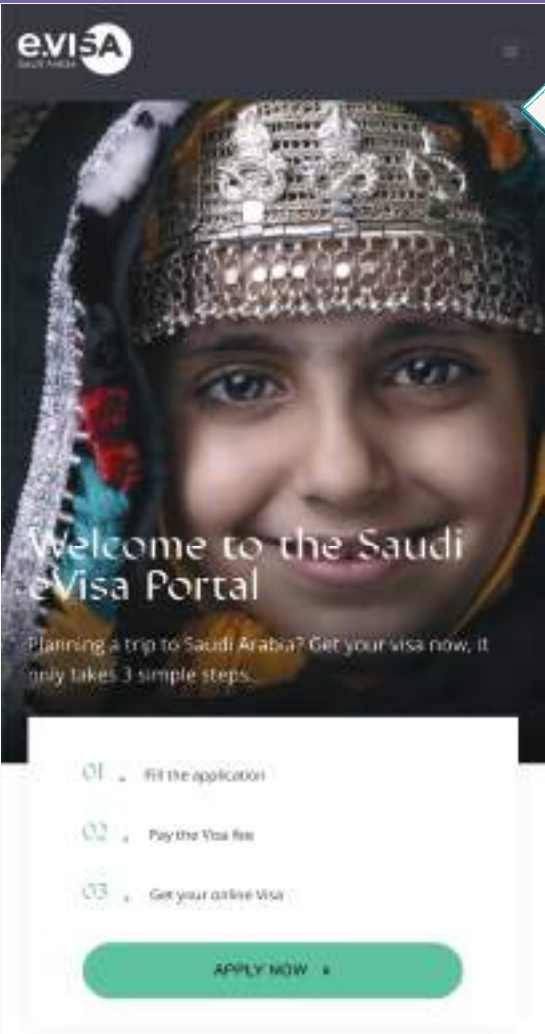 e.VISA
SAUDI ARABIA
Welcome to the Saudi
eVisa Portal
Planning a trip to Saudi Arabia? Get your visa now, it
only takes 3 simple steps.
01. Fill the application
02. Pay the Visa fee
03. Get your online Visa
APPLY NOW